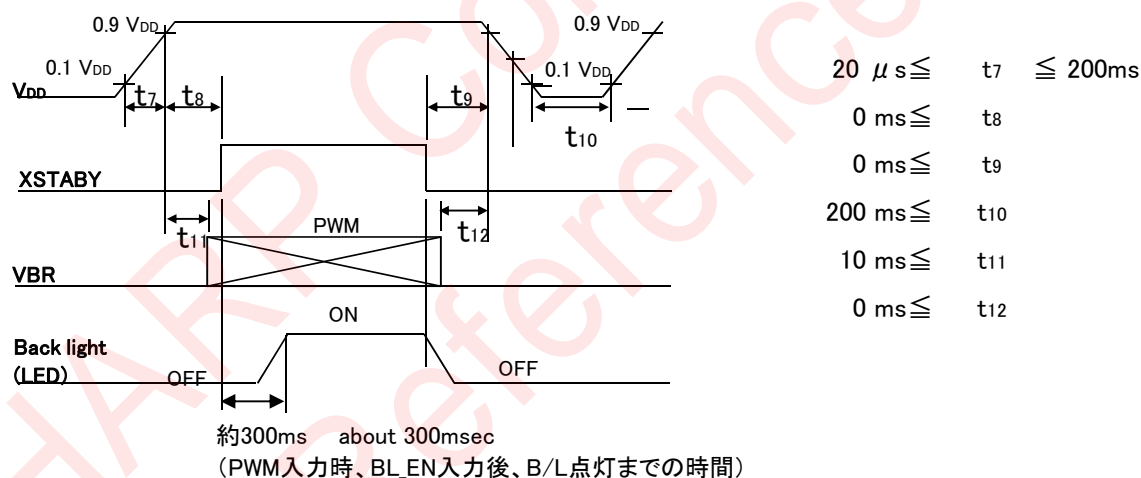 0.9 VDD
0.9 VDD
0.1 VDD
0.1 VDD
VDD
t7
t8
t9
t10
20 μs≦ t7 ≦ 200ms
0 ms≦ t8
0 ms≦ t9
200 ms≦ t10
10 ms≦ t11
0 ms≦ t12
XSTABY
t11
PWM
t12
VBR
ON
Back light
(LED)
OFF
OFF
約300ms about 300msec
(PWM入力時、BL_EN入力後、B/L点灯までの時間)